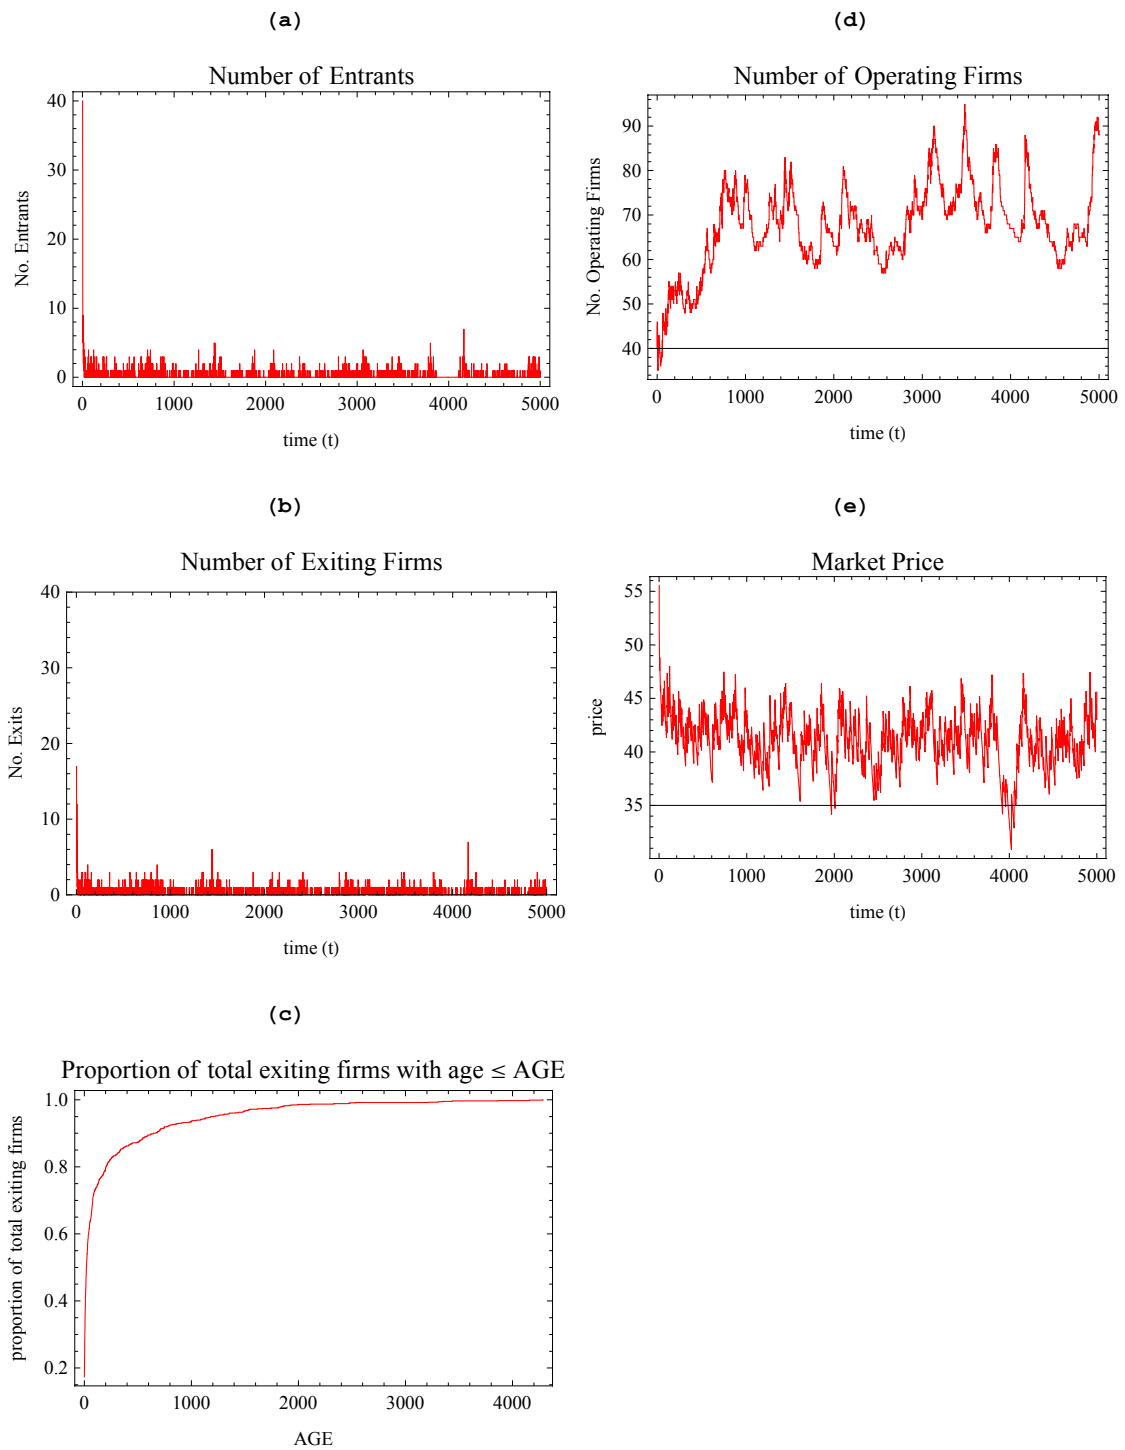 (a)
Number of Entrants
No. Entrants
40
30
20
10
0
0 1000 2000 3000 4000 5000
time (t)
(d)
Number of Operating Firms
No. Operating Firms
90
80
70
60
50
40
0 1000 2000 3000 4000 5000
time (t)
(b)
Number of Exiting Firms
No. Exits
40
30
20
10
0
0 1000 2000 3000 4000 5000
time (t)
(e)
Market Price
price
55
50
45
40
35
0 1000 2000 3000 4000 5000
time (t)
(c)
Proportion of total exiting firms with age ≤ AGE
proportion of total exiting firms
1.0
0.8
0.6
0.4
0.2
0 1000 2000 3000 4000
AGE